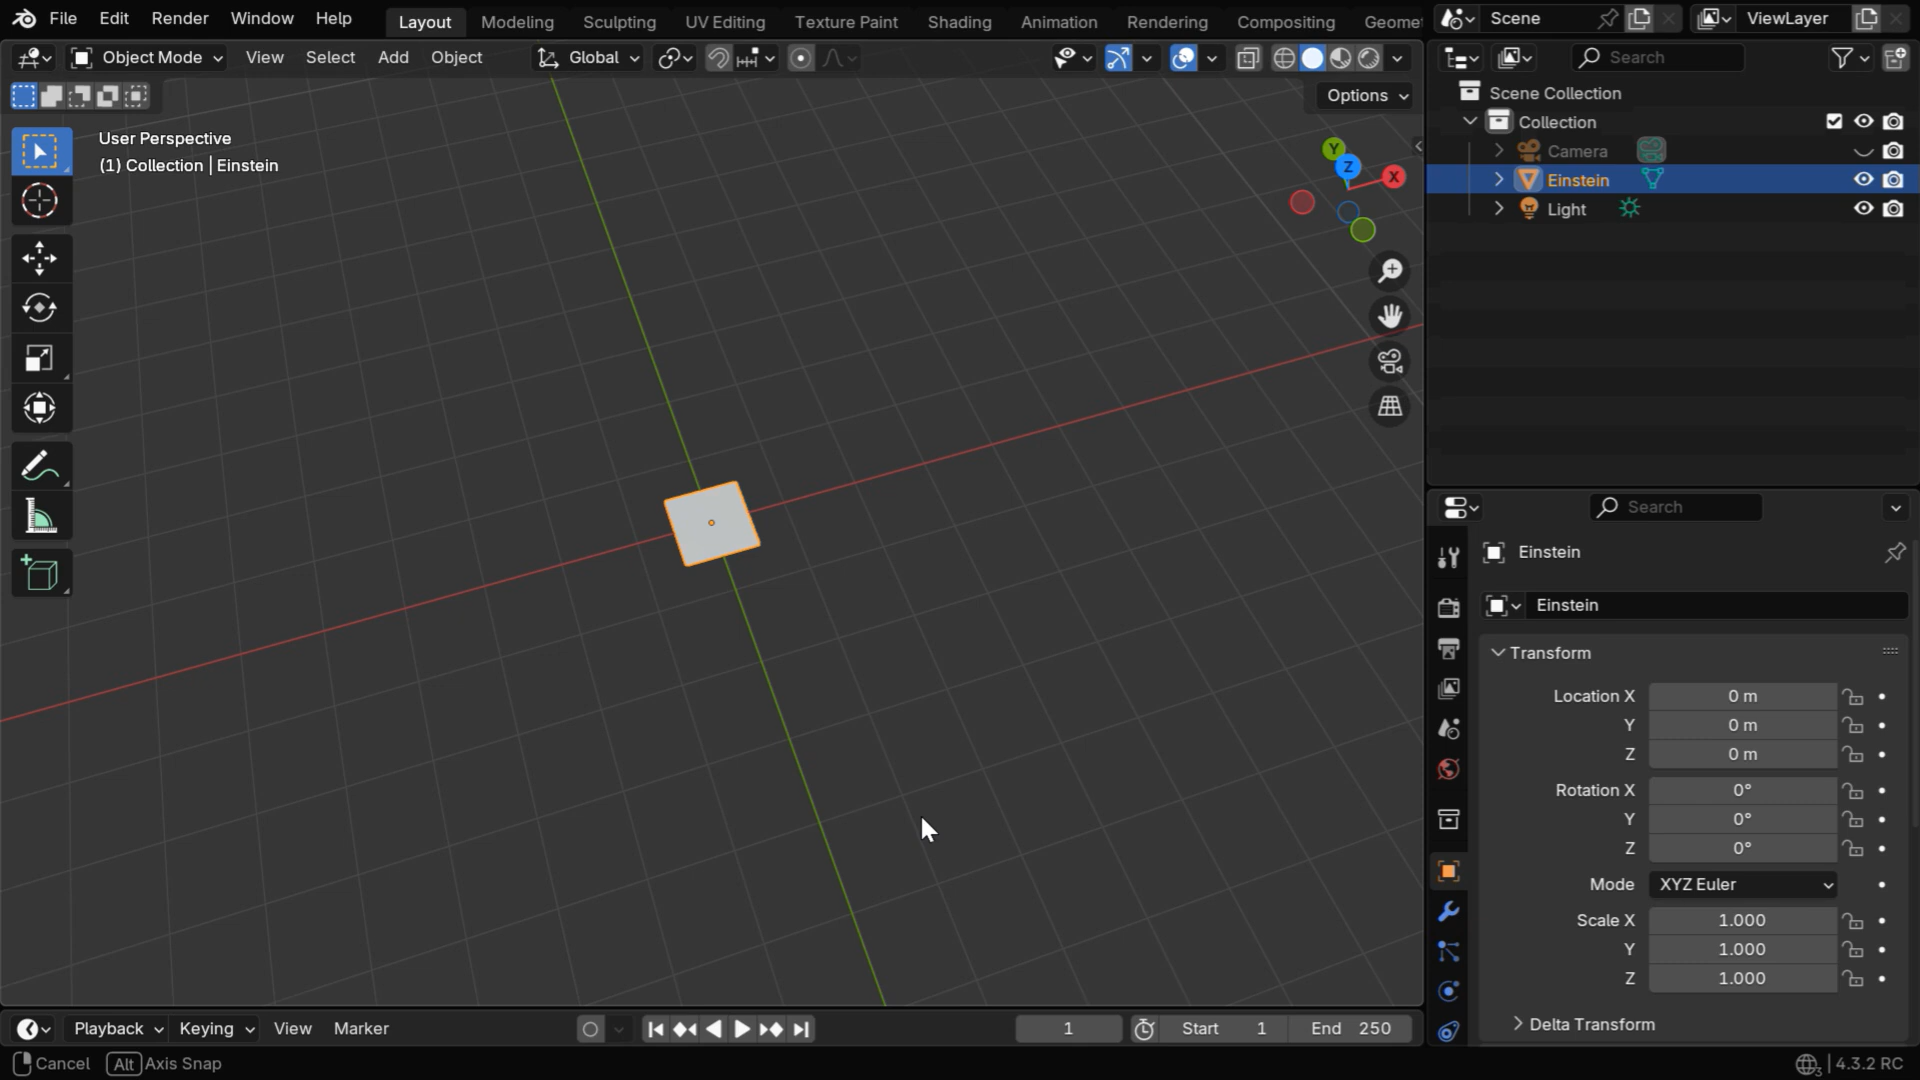 File Edit Render Window Help Layout Modeling Sculpting UV Editing Texture Paint Shading Animation Rendering Compositing Geome
Scene ViewLayer
Object Mode View Select Add Object Global
Search
Options
User Perspective
(1) Collection | Einstein
Y
Z
X
Scene Collection
Collection
Camera
Einstein
Light
Search
Einstein
Einstein
Transform
Location X 0 m
Y 0 m
Z 0 m
Rotation X 0°
Y 0°
Z 0°
Mode XYZ Euler
Scale X 1.000
Y 1.000
Z 1.000
Delta Transform
Playback Keying View Marker 1 Start 1 End 250
Cancel Alt Axis Snap
3 | 4.3.2 RC